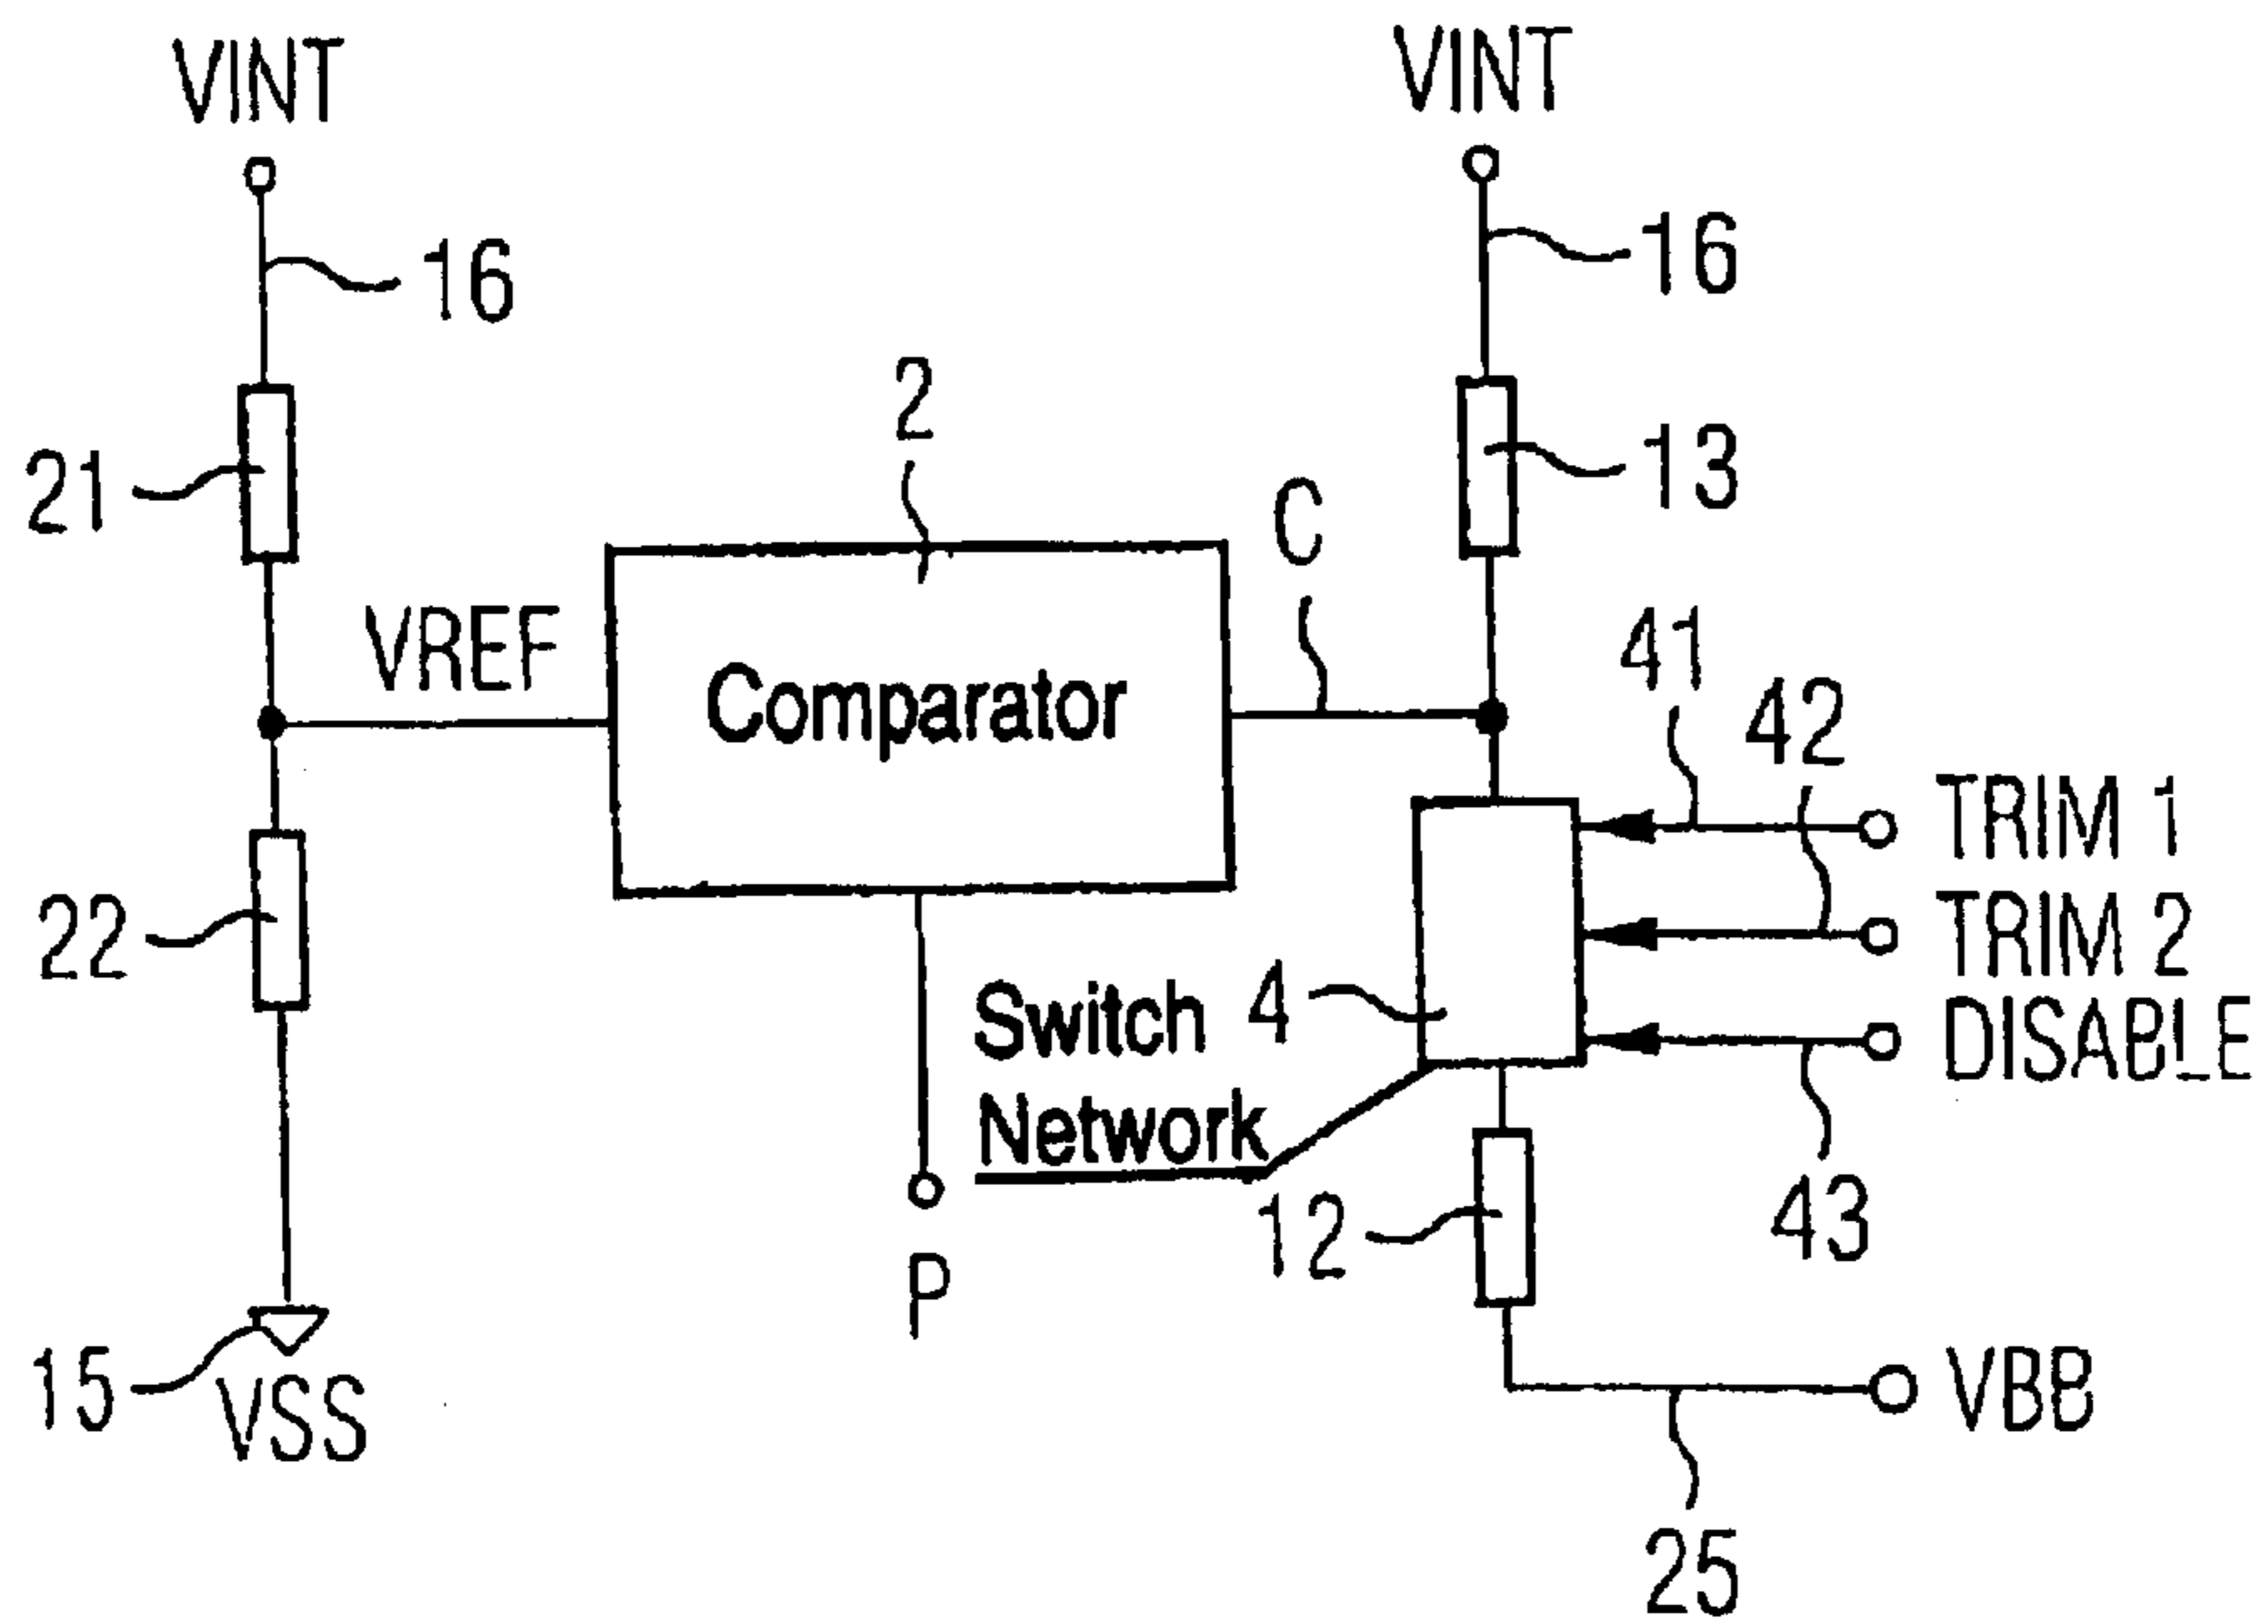 VINT
VINT
16
16
2
21
13
C
VREF
41
Comparator
42
TRIM 1
22
TRIM 2
Switch
4
DISABLE
Network
12
43
P
15
VSS
VBB
25